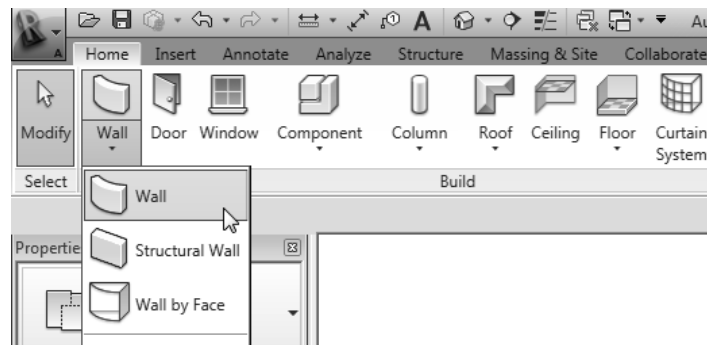 A Au
A Home Insert Annotate Analyze Structure Massing & Site Collaborate
Modify Wall Door Window Component Column Roof Ceiling Floor Curtain
System
Select Build
Wall
Propertie
Structural Wall
Wall by Face